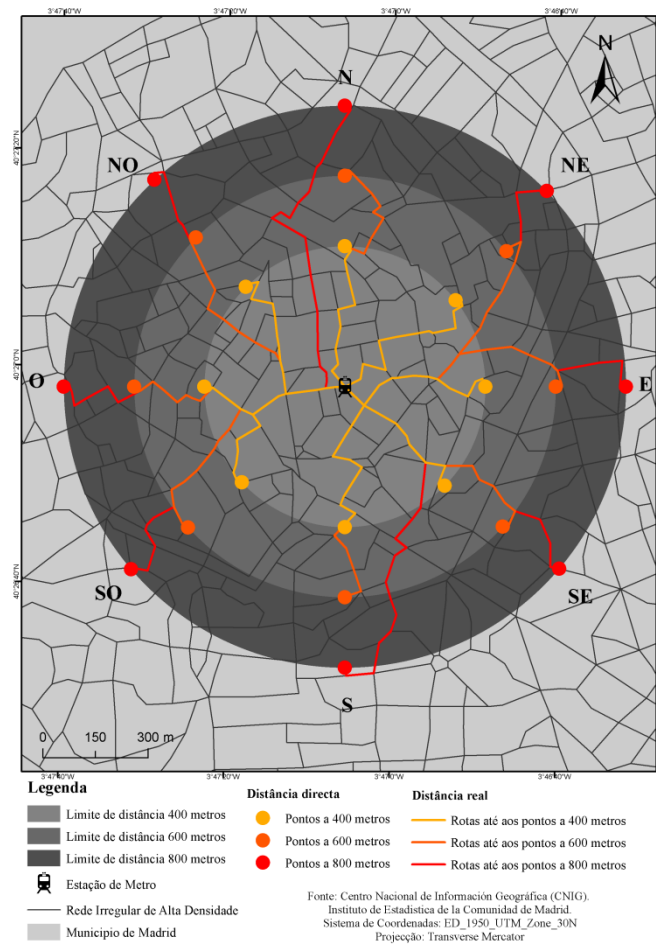 3°47'40"O 3°47'20"O 3°47'0"O 3°46'40"O
N
N
NO
NE
40°27'0"N
O
E
SO
SE
S
0 150 300 m
3°47'20"O 3°47'0"O 3°46'40"O
Legenda
Limite de distância 400 metros
Limite de distância 600 metros
Limite de distância 800 metros
Estação de Metro
Rede Irregular de Alta Densidade
Municipio de Madrid
Distância directa
Pontos a 400 metros
Pontos a 600 metros
Pontos a 800 metros
Distância real
Rotas até aos pontos a 400 metros
Rotas até aos pontos a 600 metros
Rotas até aos pontos a 800 metros
Fonte: Centro Nacional de Información Geográfica (CNIG).
Instituto de Estadistica de la Comunidad de Madrid.
Sistema de Coordenadas: ED_1950_UTM_Zone_30N
Projecção: Transverse Mercator